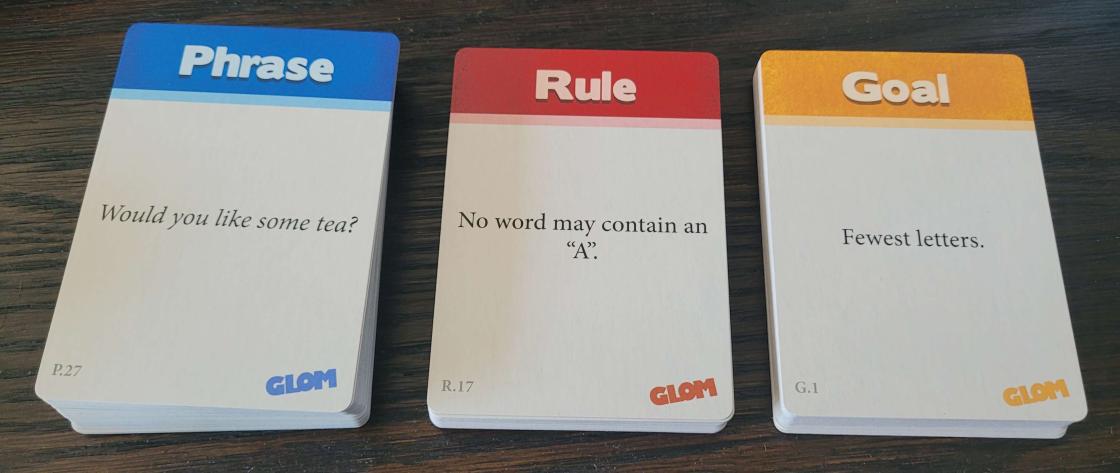 Phrase
Would you like some tea?
P.27
GLOM
Rule
No word may contain an
“A”.
R.17
GLOM
Goal
Fewest letters.
G.1
GLOM